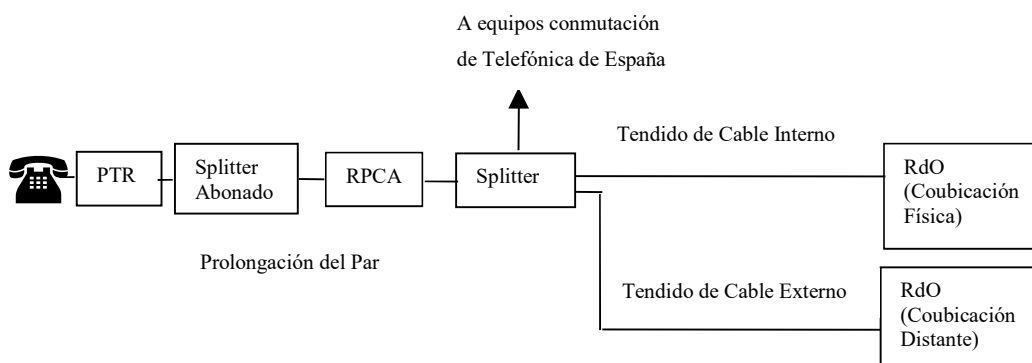 A equipos conmutación
de Telefónica de España
Tendido de Cable Interno
PTR
Splitter
Abonado
RPCA
Splitter
RdO
(Coubicación
Física)
Prolongación del Par
Tendido de Cable Externo
RdO
(Coubicación
Distante)